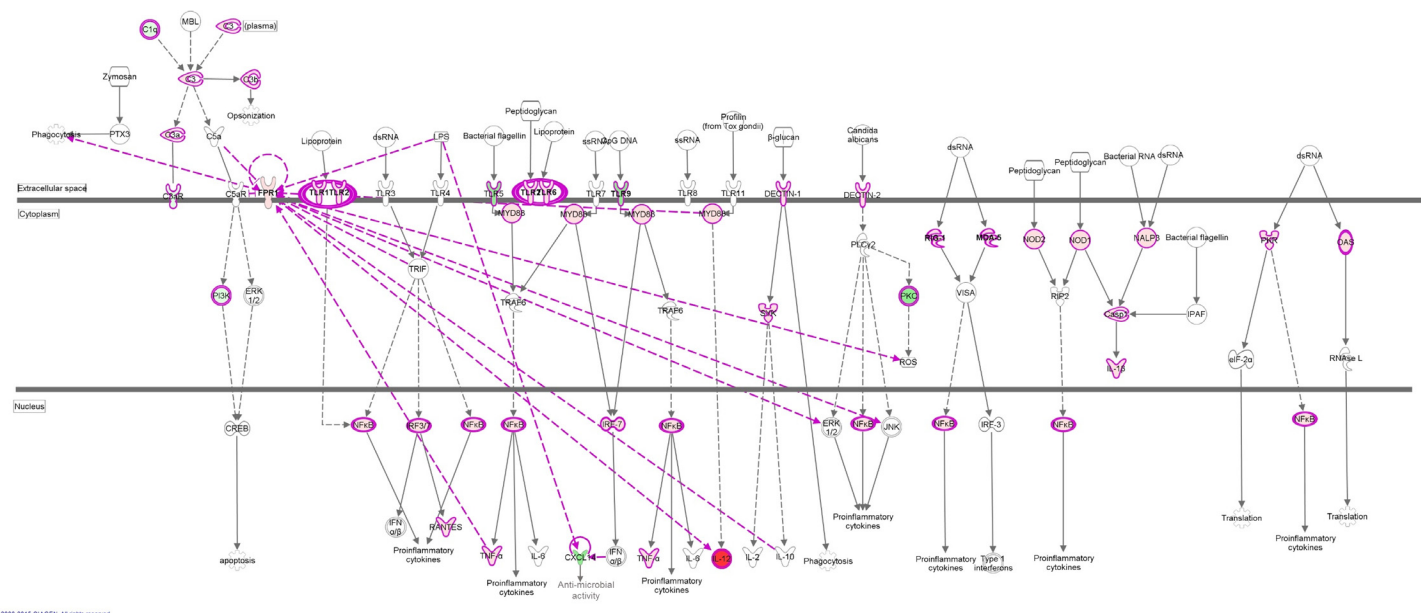 C1q
MBL
C3
(plasma)
C3
C3b
Zymosan
Opsonization
Phagocytosis
PTX3
C3a
C5a
Lipoprotein
dsRNA
LPS
Bacterial flagellin
Peptidoglycan
Lipoprotein
ssRNA
CpG DNA
ssRNA
Profilin
(from Tox gondii)
β-glucan
Candida
albicans
dsRNA
Peptidoglycan
Peptidoglycan
Bacterial RNA
dsRNA
dsRNA
Extracellular space
C3aR
C5aR
FPR1
TLR1
TLR2
TLR3
TLR4
TLR5
TLR2
TLR6
TLR7
TLR9
TLR8
TLR11
DECTIN-1
DECTIN-2
Cytoplasm
MYD88
MYD88
MYD88
MYD88
PLCγ2
RIG-1
MDA-5
NOD2
NOD1
NALP3
Bacterial flagellin
PKR
OAS
TRIF
PI3K
ERK
1/2
TRAF6
TRAF6
SYK
PKC
VISA
RIP2
Casp1
IPAF
ROS
IL-1β
eIF-2α
RNAse L
Nucleus
CREB
NFκB
IRF3/7
NFκB
NFκB
IRF-7
NFκB
ERK
1/2
NFκB
JNK
NFκB
IRF-3
NFκB
NFκB
IFN
α/β
RANTES
Proinflammatory
cytokines
Proinflammatory
cytokines
Translation
Translation
Proinflammatory
cytokines
apoptosis
TNF-α
IL-6
Proinflammatory
cytokines
IFN
α/β
Anti-microbial
activity
TNF-α
IL-6
Proinflammatory
cytokines
IL-12
IL-2
IL-10
Phagocytosis
Proinflammatory
cytokines
Type 1
interferons
Proinflammatory
cytokines